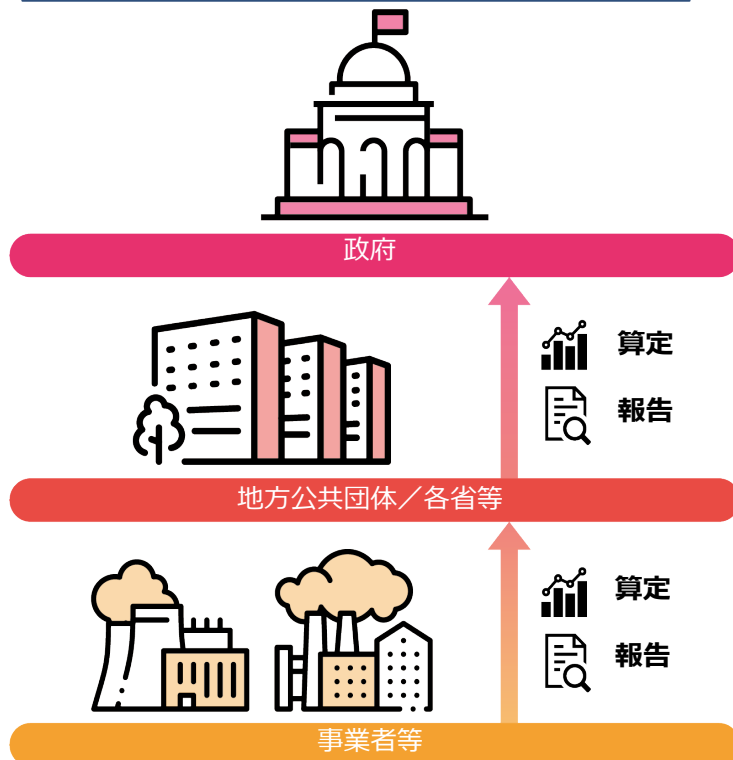 政府
算定
報告
地方公共団体／各省等
算定
報告
事業者等